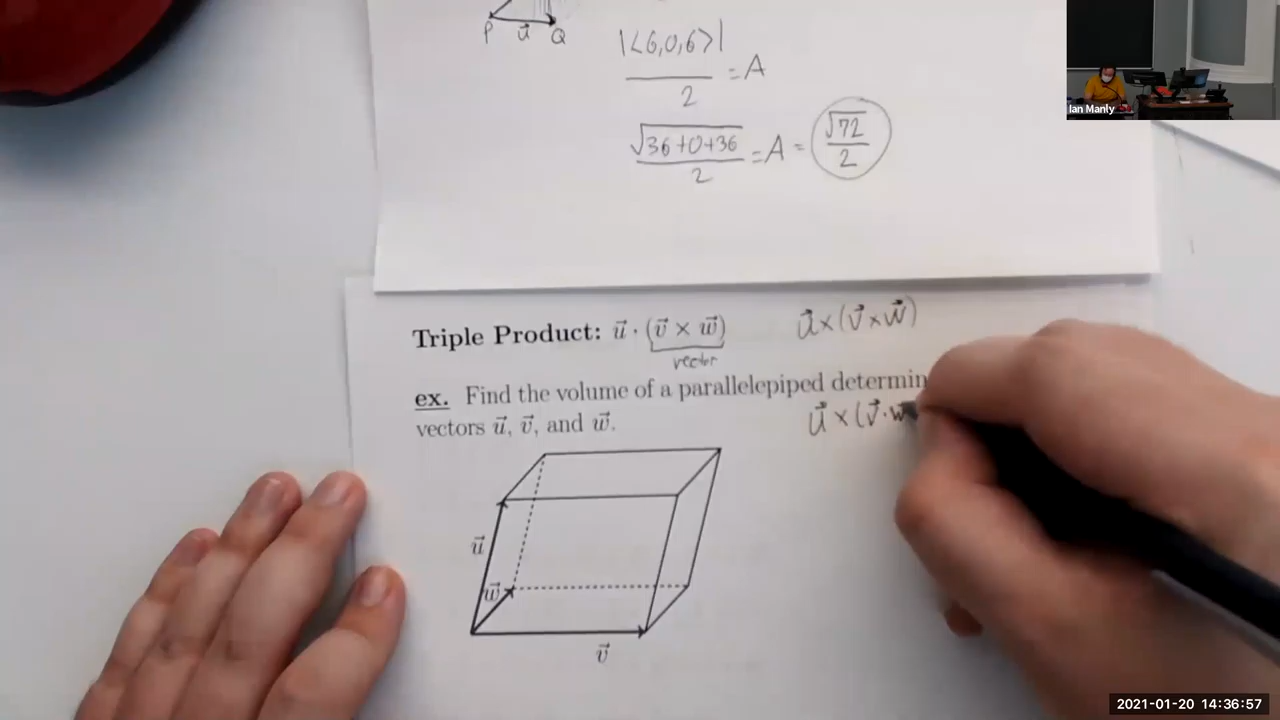 P u⃗ Q
|<6,0,6>|
2
=A
√36+0+36
2
=A=
√72
2
Ian Manly
Triple Product: u⃗ · (v⃗ × w⃗)
vector
u⃗×(v⃗×w⃗)
ex. Find the volume of a parallelepiped determin
vectors u⃗, v⃗, and w⃗.
u⃗×(v⃗·w
u⃗
w⃗
v⃗
2021-01-20 14:36:57